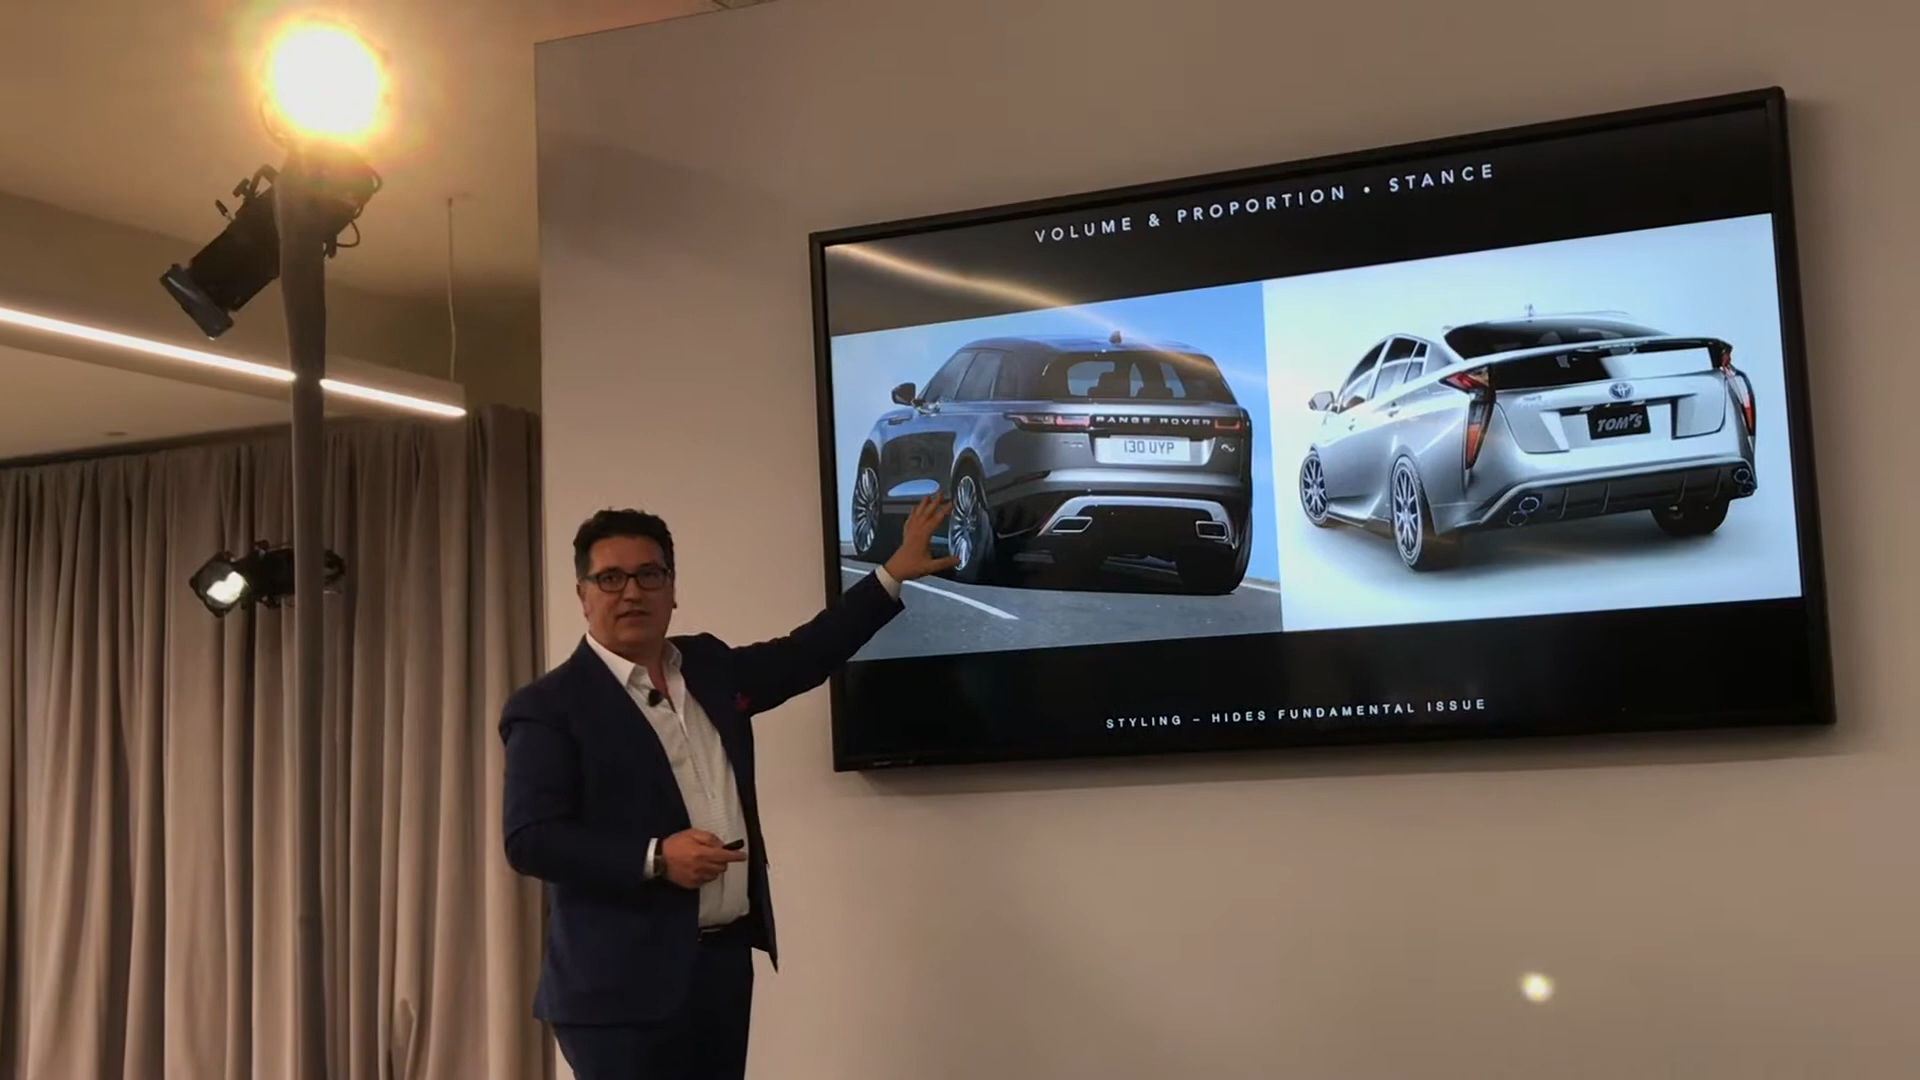 VOLUME & PROPORTION • STANCE
RANGE ROVER
130 UYP
TOM'S
STYLING – HIDES FUNDAMENTAL ISSUE